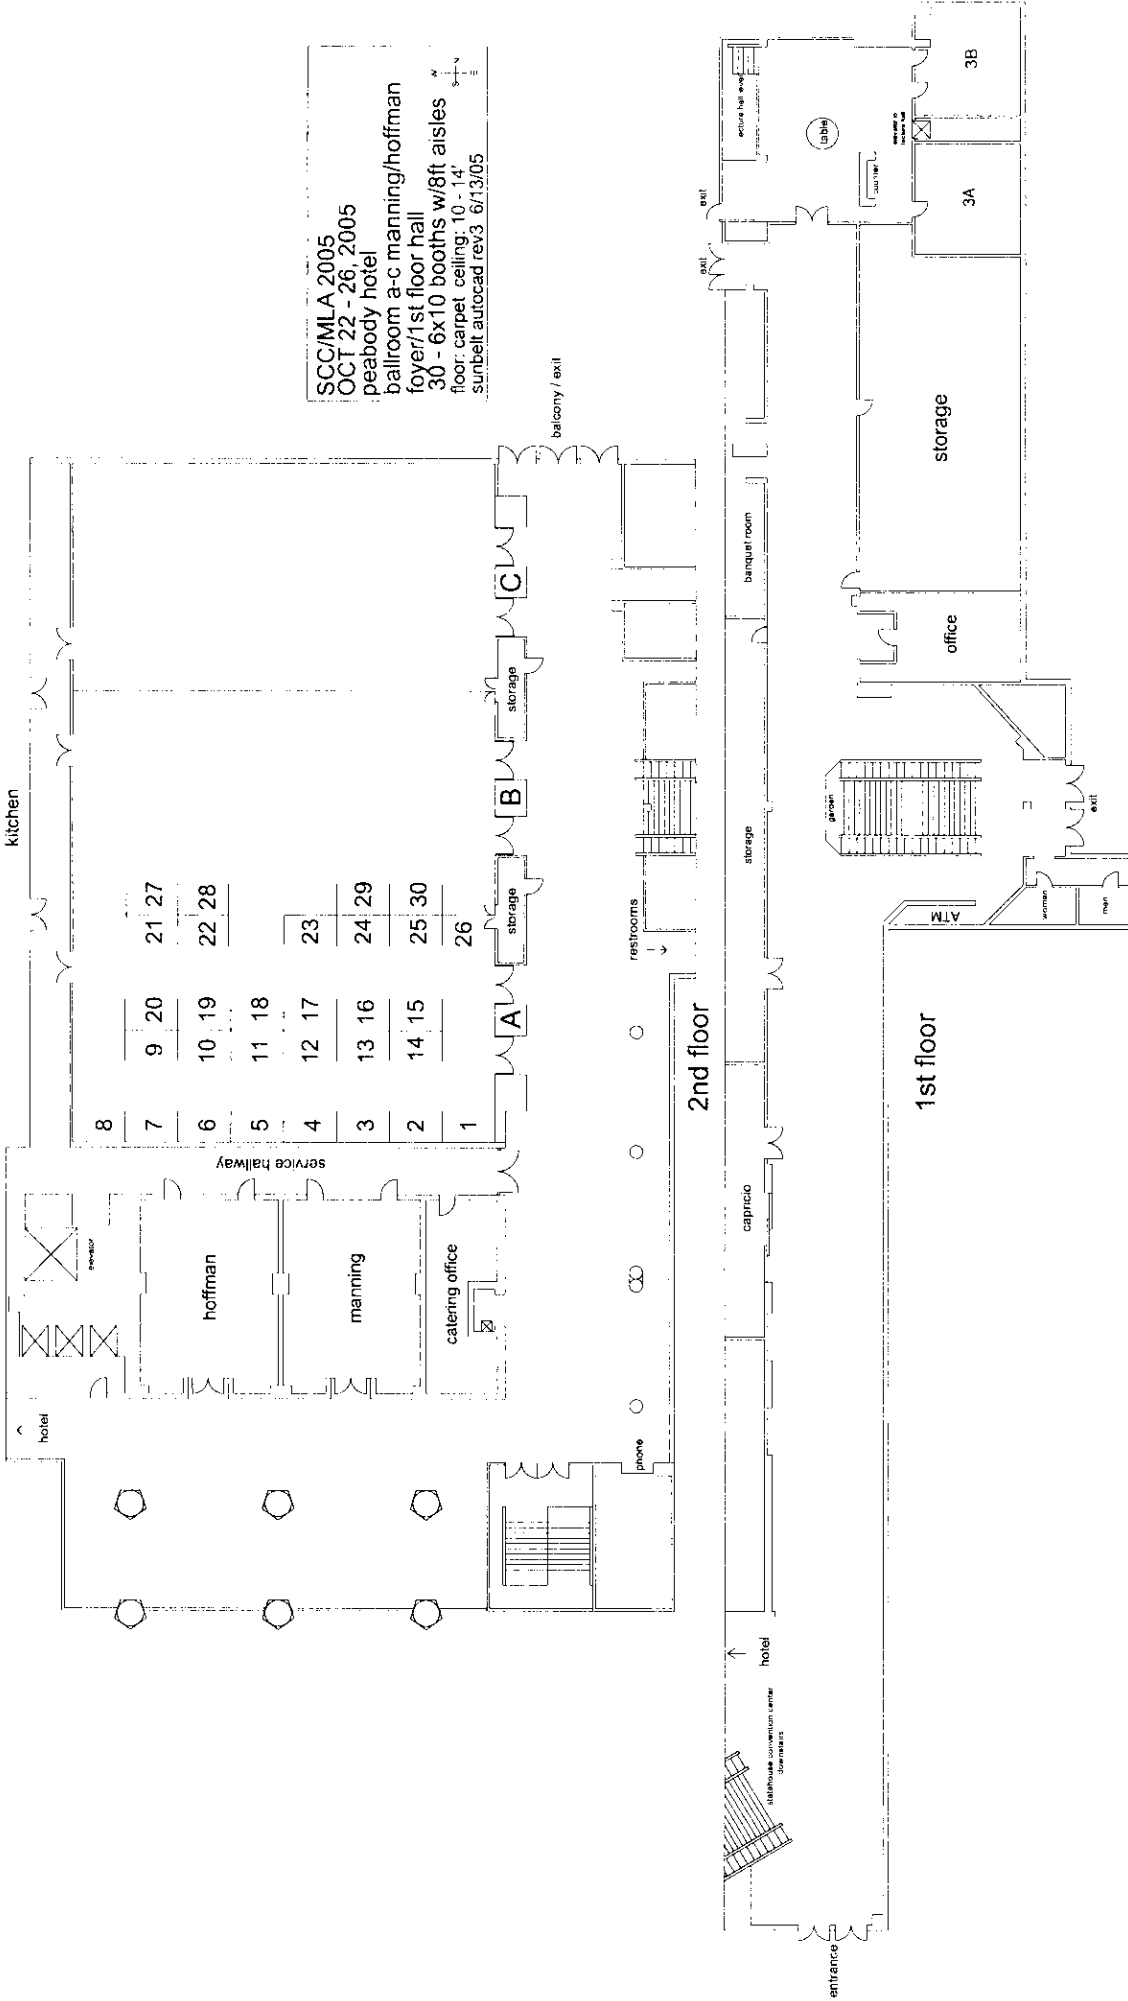 SCC/MLA 2005
OCT 22 - 26, 2005
peabody hotel
ballroom a-c manning/hoffman
foyer/1st floor hall
30 - 6x10 booths w/8ft aisles
floor: carpet ceiling: 10 - 14'
sunbelt autocad rev3 6/13/05
kitchen
8
7
6
5
4
3
2
1
9 20
10 19
11 18
12 17
13 16
14 15
21 27
22 28
23
24 29
25 30
26
A
storage
B
storage
C
balcony / exit
service hallway
elevator
hoffman
manning
catering office
hotel
phone
restrooms
2nd floor
exit
exit
table
counter
3A
3B
banquet room
storage
office
storage
garden
exit
ATM
women
men
capricio
1st floor
hotel
statehouse convention center
downstairs
entrance